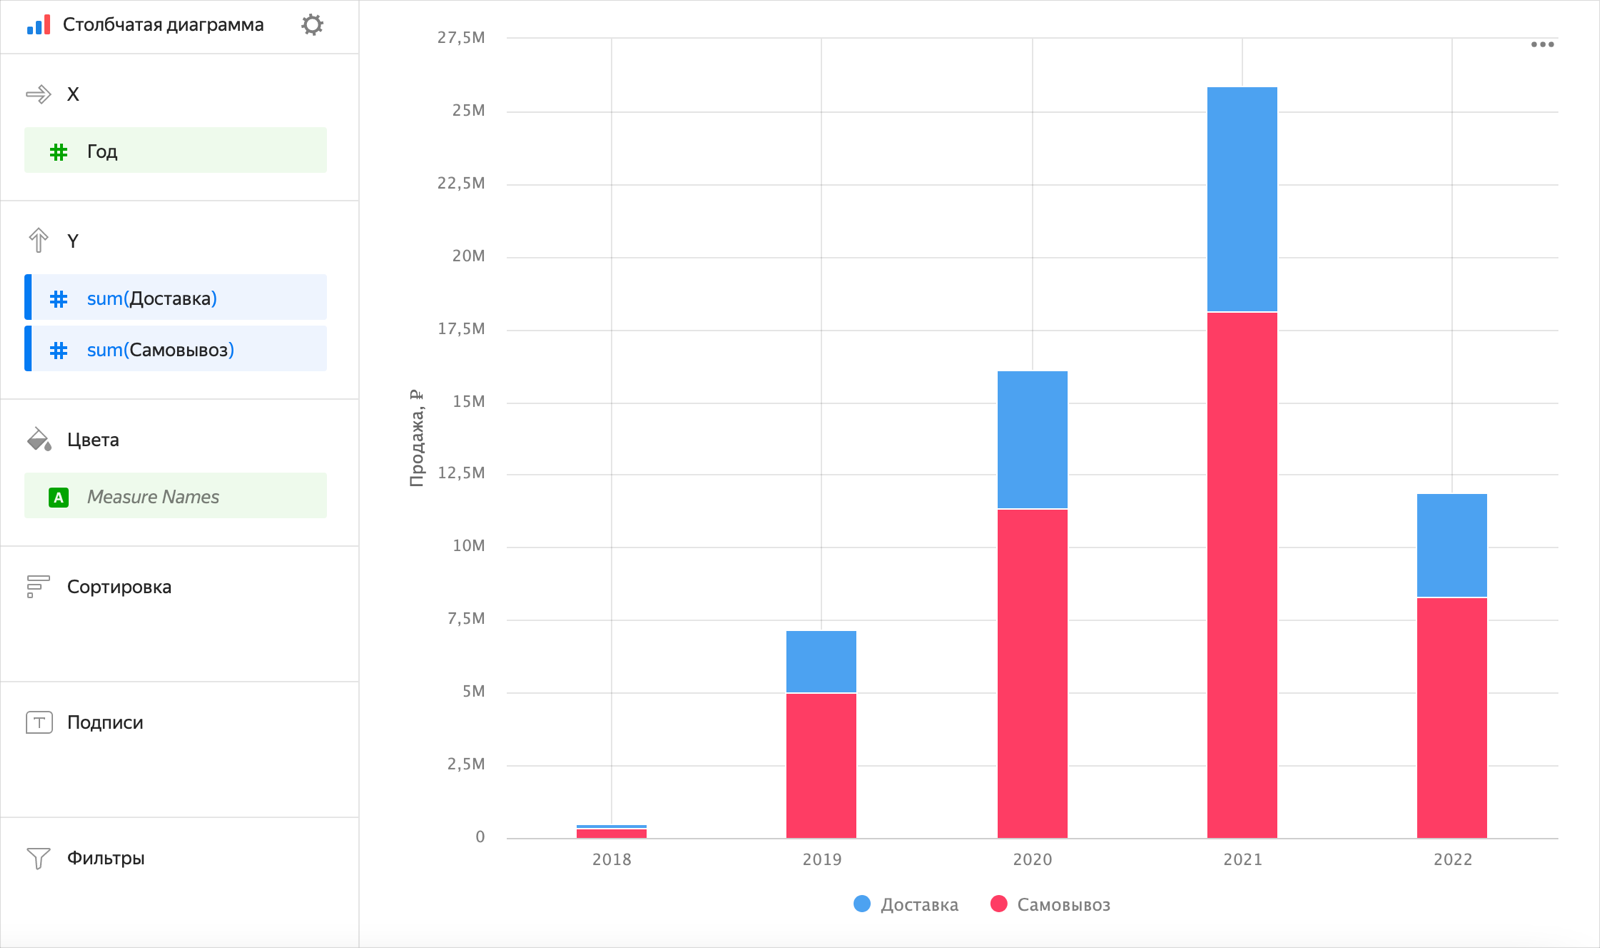 Столбчатая диаграмма
X
Год
Y
sum(Доставка)
sum(Самовывоз)
Цвета
A
Measure Names
Сортировка
T
Подписи
Фильтры
Продажа, ₽
27,5M
25M
22,5M
20M
17,5M
15M
12,5M
10M
7,5M
5M
2,5M
0
2018 2019 2020 2021 2022
Доставка Самовывоз